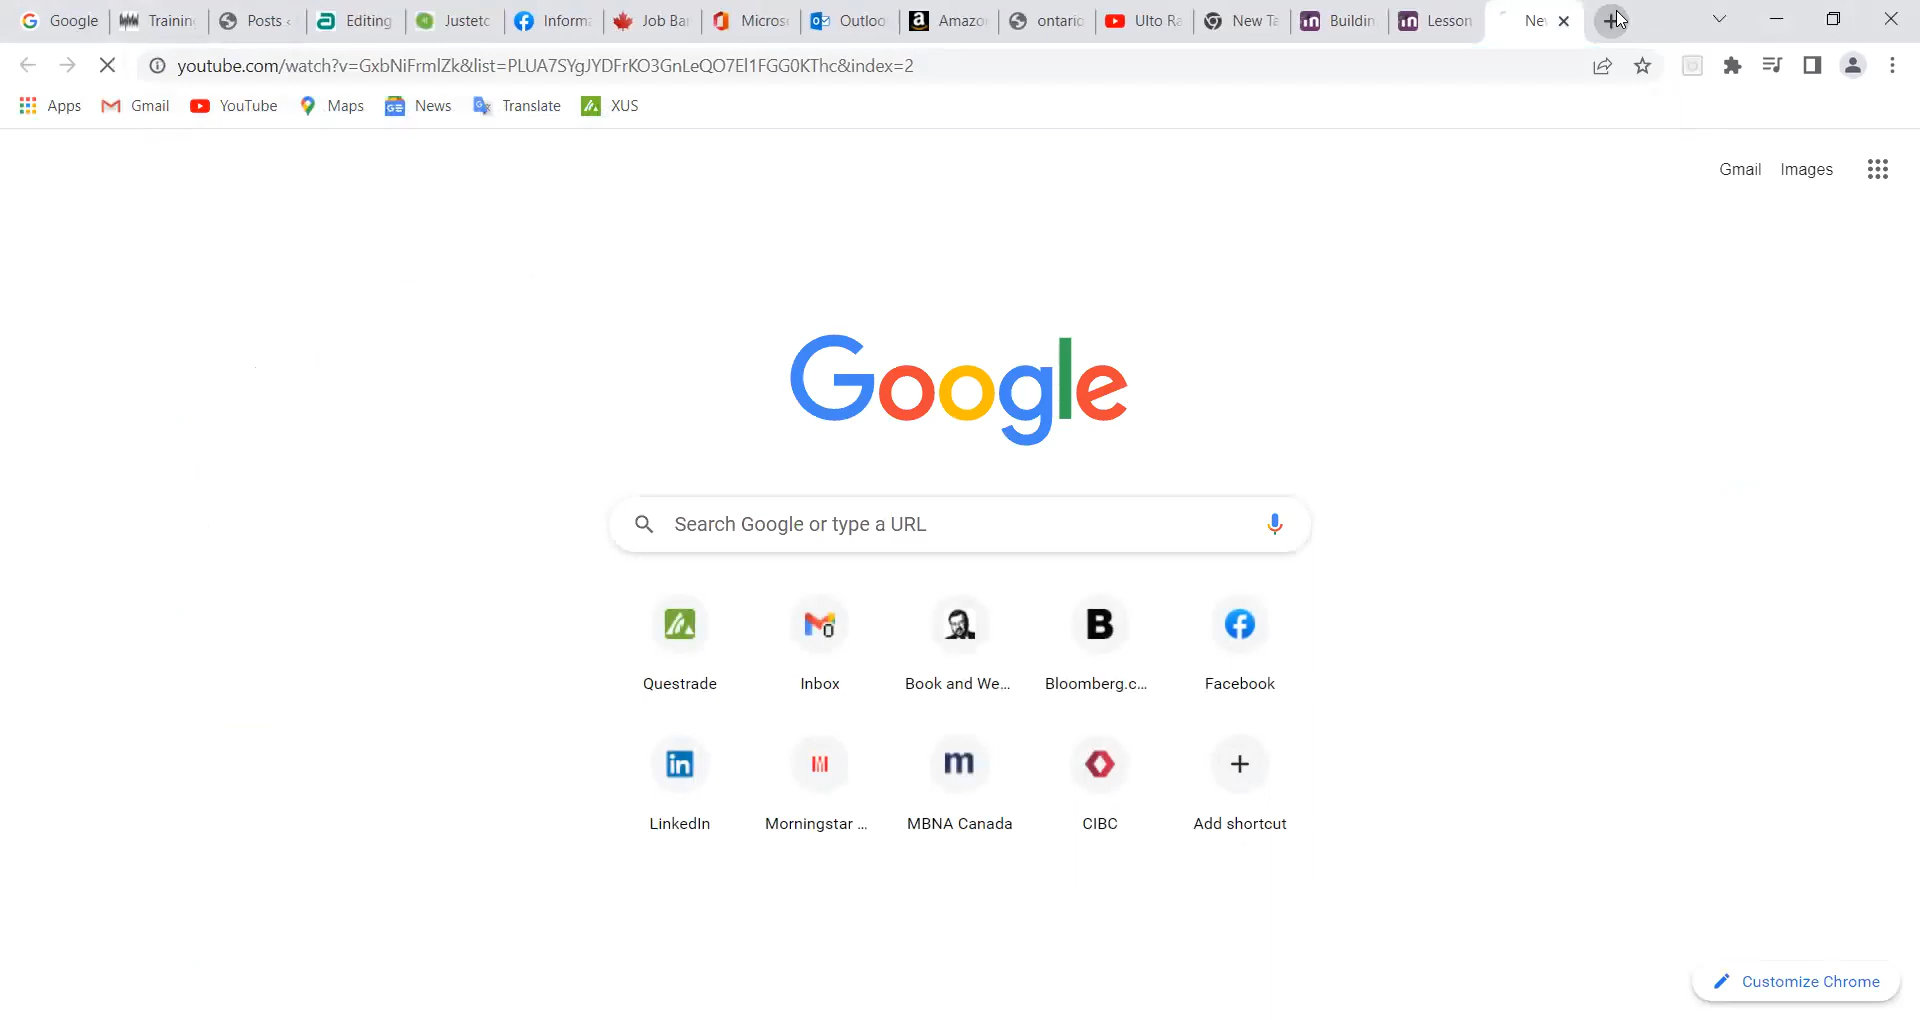 Google Trainin Posts Editing Justetc Inform Job Ba Micros Outloo Amazo ontario Ulto Ra New Ta Buildin Lesson Ne
youtube.com/watch?v=GxbNiFrmlZk&list=PLUA7SYgJYDFrKO3GnLeQO7El1FGG0KThc&index=2
Apps Gmail YouTube Maps News Translate XUS
Gmail Images
Google
Search Google or type a URL
Questrade Inbox Book and We... Bloomberg.c... Facebook
LinkedIn Morningstar ... MBNA Canada CIBC Add shortcut
Customize Chrome